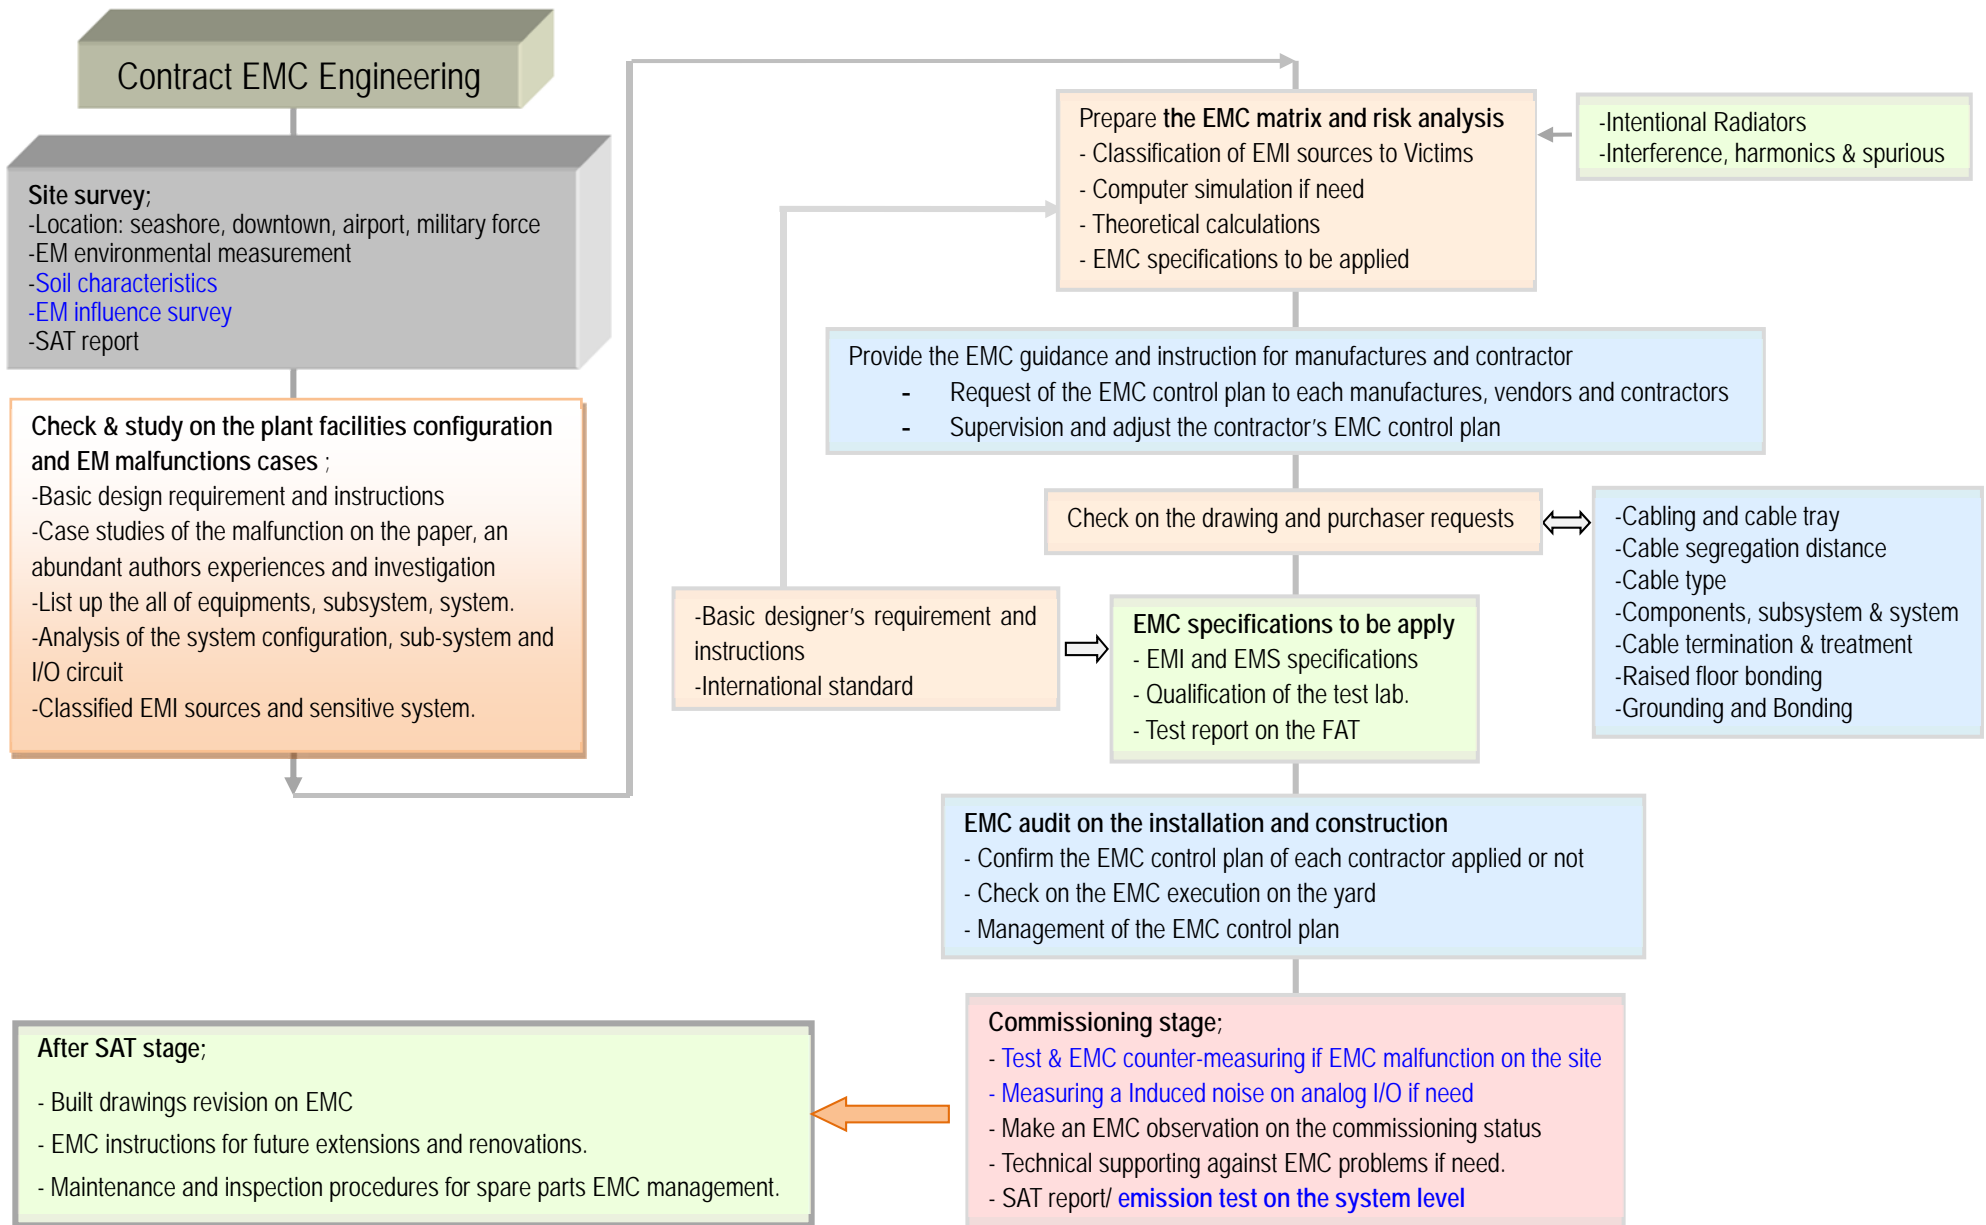 Contract EMC Engineering
Site survey;
-Location: seashore, downtown, airport, military force
-EM environmental measurement
-Soil characteristics
-EM influence survey
-SAT report
Check & study on the plant facilities configuration
and EM malfunctions cases ;
-Basic design requirement and instructions
-Case studies of the malfunction on the paper, an
abundant authors experiences and investigation
-List up the all of equipments, subsystem, system.
-Analysis of the system configuration, sub-system and
I/O circuit
-Classified EMI sources and sensitive system.
Prepare the EMC matrix and risk analysis
- Classification of EMI sources to Victims
- Computer simulation if need
- Theoretical calculations
- EMC specifications to be applied
-Intentional Radiators
-Interference, harmonics & spurious
Provide the EMC guidance and instruction for manufactures and contractor
- Request of the EMC control plan to each manufactures, vendors and contractors
- Supervision and adjust the contractor's EMC control plan
Check on the drawing and purchaser requests
-Cabling and cable tray
-Cable segregation distance
-Cable type
-Components, subsystem & system
-Cable termination & treatment
-Raised floor bonding
-Grounding and Bonding
-Basic designer's requirement and
instructions
-International standard
EMC specifications to be apply
- EMI and EMS specifications
- Qualification of the test lab.
- Test report on the FAT
EMC audit on the installation and construction
- Confirm the EMC control plan of each contractor applied or not
- Check on the EMC execution on the yard
- Management of the EMC control plan
Commissioning stage;
- Test & EMC counter-measuring if EMC malfunction on the site
- Measuring a Induced noise on analog I/O if need
- Make an EMC observation on the commissioning status
- Technical supporting against EMC problems if need.
- SAT report/ emission test on the system level
After SAT stage;
- Built drawings revision on EMC
- EMC instructions for future extensions and renovations.
- Maintenance and inspection procedures for spare parts EMC management.